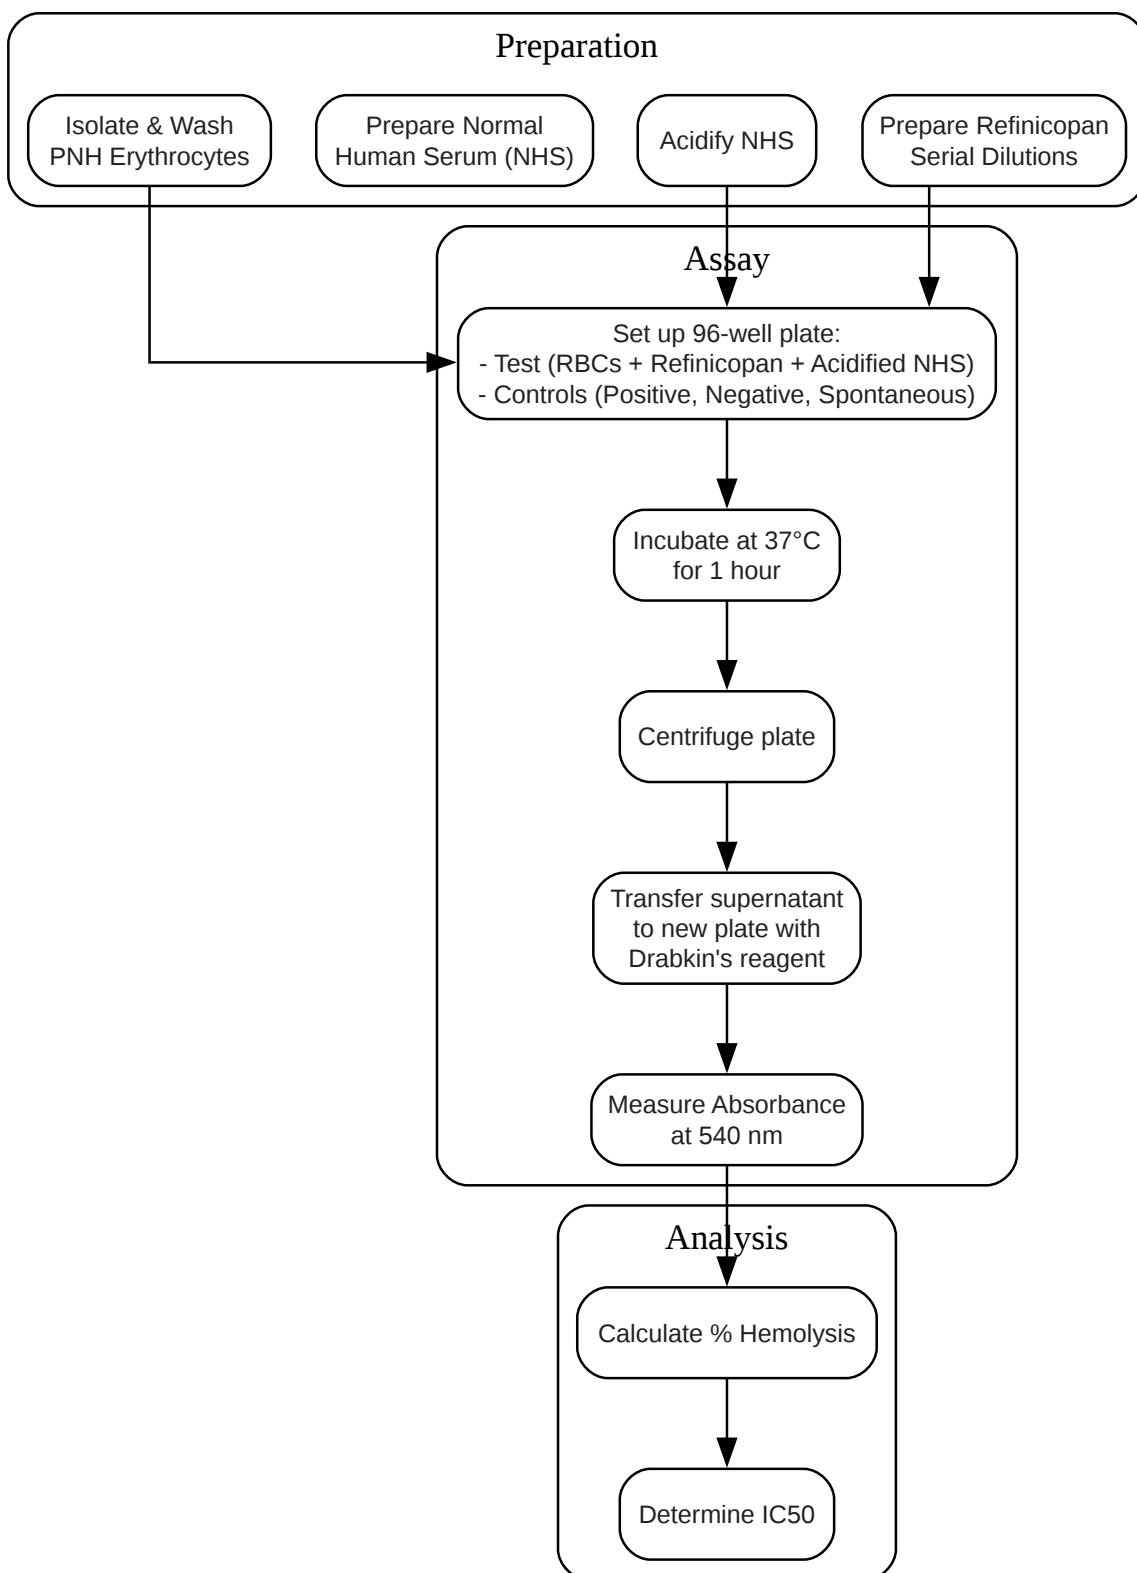 Preparation
Isolate & Wash
PNH Erythrocytes
Prepare Normal
Human Serum (NHS)
Acidify NHS
Prepare Refinicopan
Serial Dilutions
Assay
Set up 96-well plate:
- Test (RBCs + Refinicopan + Acidified NHS)
- Controls (Positive, Negative, Spontaneous)
Incubate at 37°C
for 1 hour
Centrifuge plate
Transfer supernatant
to new plate with
Drabkin's reagent
Measure Absorbance
at 540 nm
Analysis
Calculate % Hemolysis
Determine IC50